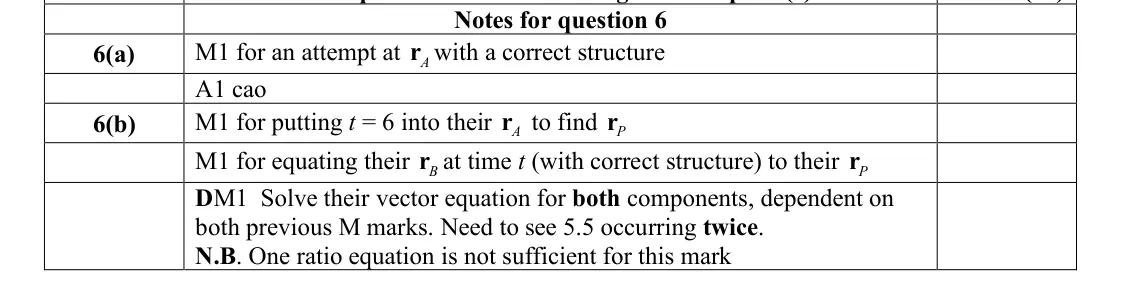 Notes for question 6
6(a) M1 for an attempt at r_A with a correct structure
A1 cao
6(b) M1 for putting t = 6 into their r_A to find r_P
M1 for equating their r_B at time t (with correct structure) to their r_P
DM1 Solve their vector equation for both components, dependent on
both previous M marks. Need to see 5.5 occurring twice.
N.B. One ratio equation is not sufficient for this mark